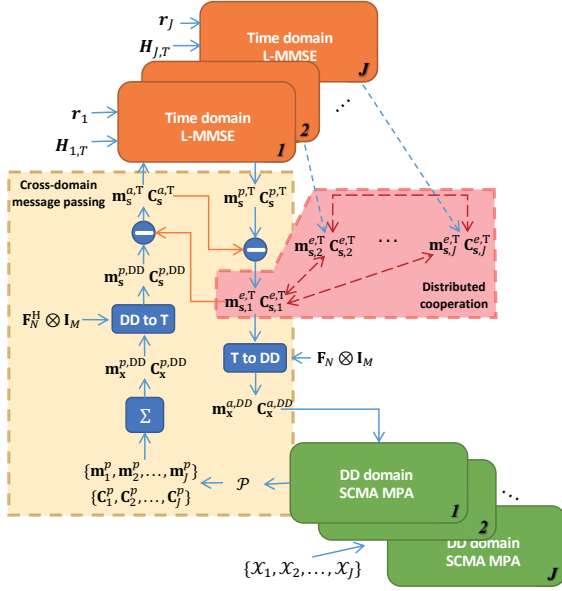 r_J
H_{J,T}
Time domain
L-MMSE
J
...
2
r_1
H_{1,T}
Time domain
L-MMSE
1
Cross-domain
message passing
m_s^{a,T} C_s^{a,T}
m_s^{p,T} C_s^{p,T}
m_{s,2}^{e,T} C_{s,2}^{e,T} ... m_{s,J}^{e,T} C_{s,J}^{e,T}
m_s^{p,DD} C_s^{p,DD}
m_{s,1}^{e,T} C_{s,1}^{e,T}
Distributed
cooperation
F_N^H ⊗ I_M
DD to T
T to DD
F_N ⊗ I_M
m_x^{p,DD} C_x^{p,DD}
m_x^{a,DD} C_x^{a,DD}
Σ
{m_1^p, m_2^p, ..., m_J^p}
{C_1^p, C_2^p, ..., C_J^p}
𝒫
DD domain
SCMA MPA
1
2
...
DD domain
SCMA MPA
J
{𝒳_1, 𝒳_2, ..., 𝒳_J}